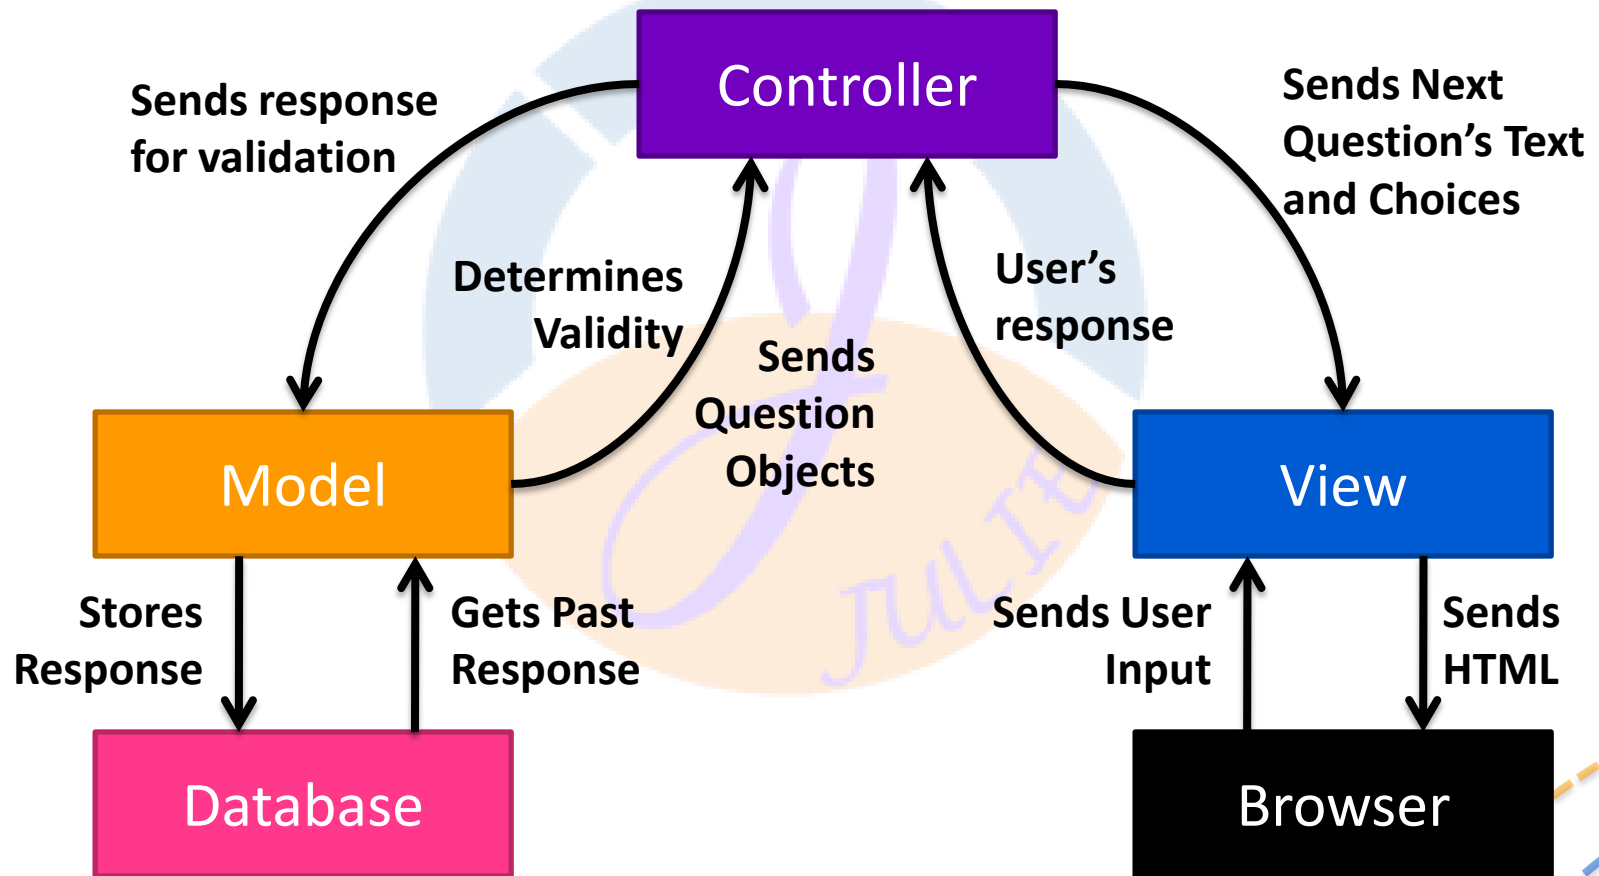 Controller
Sends response
for validation
Sends Next
Question’s Text
and Choices
Determines
Validity
User’s
response
Sends
Question
Objects
Model
View
Stores
Response
Gets Past
Response
Sends User
Input
Sends
HTML
Database
Browser
JULIE